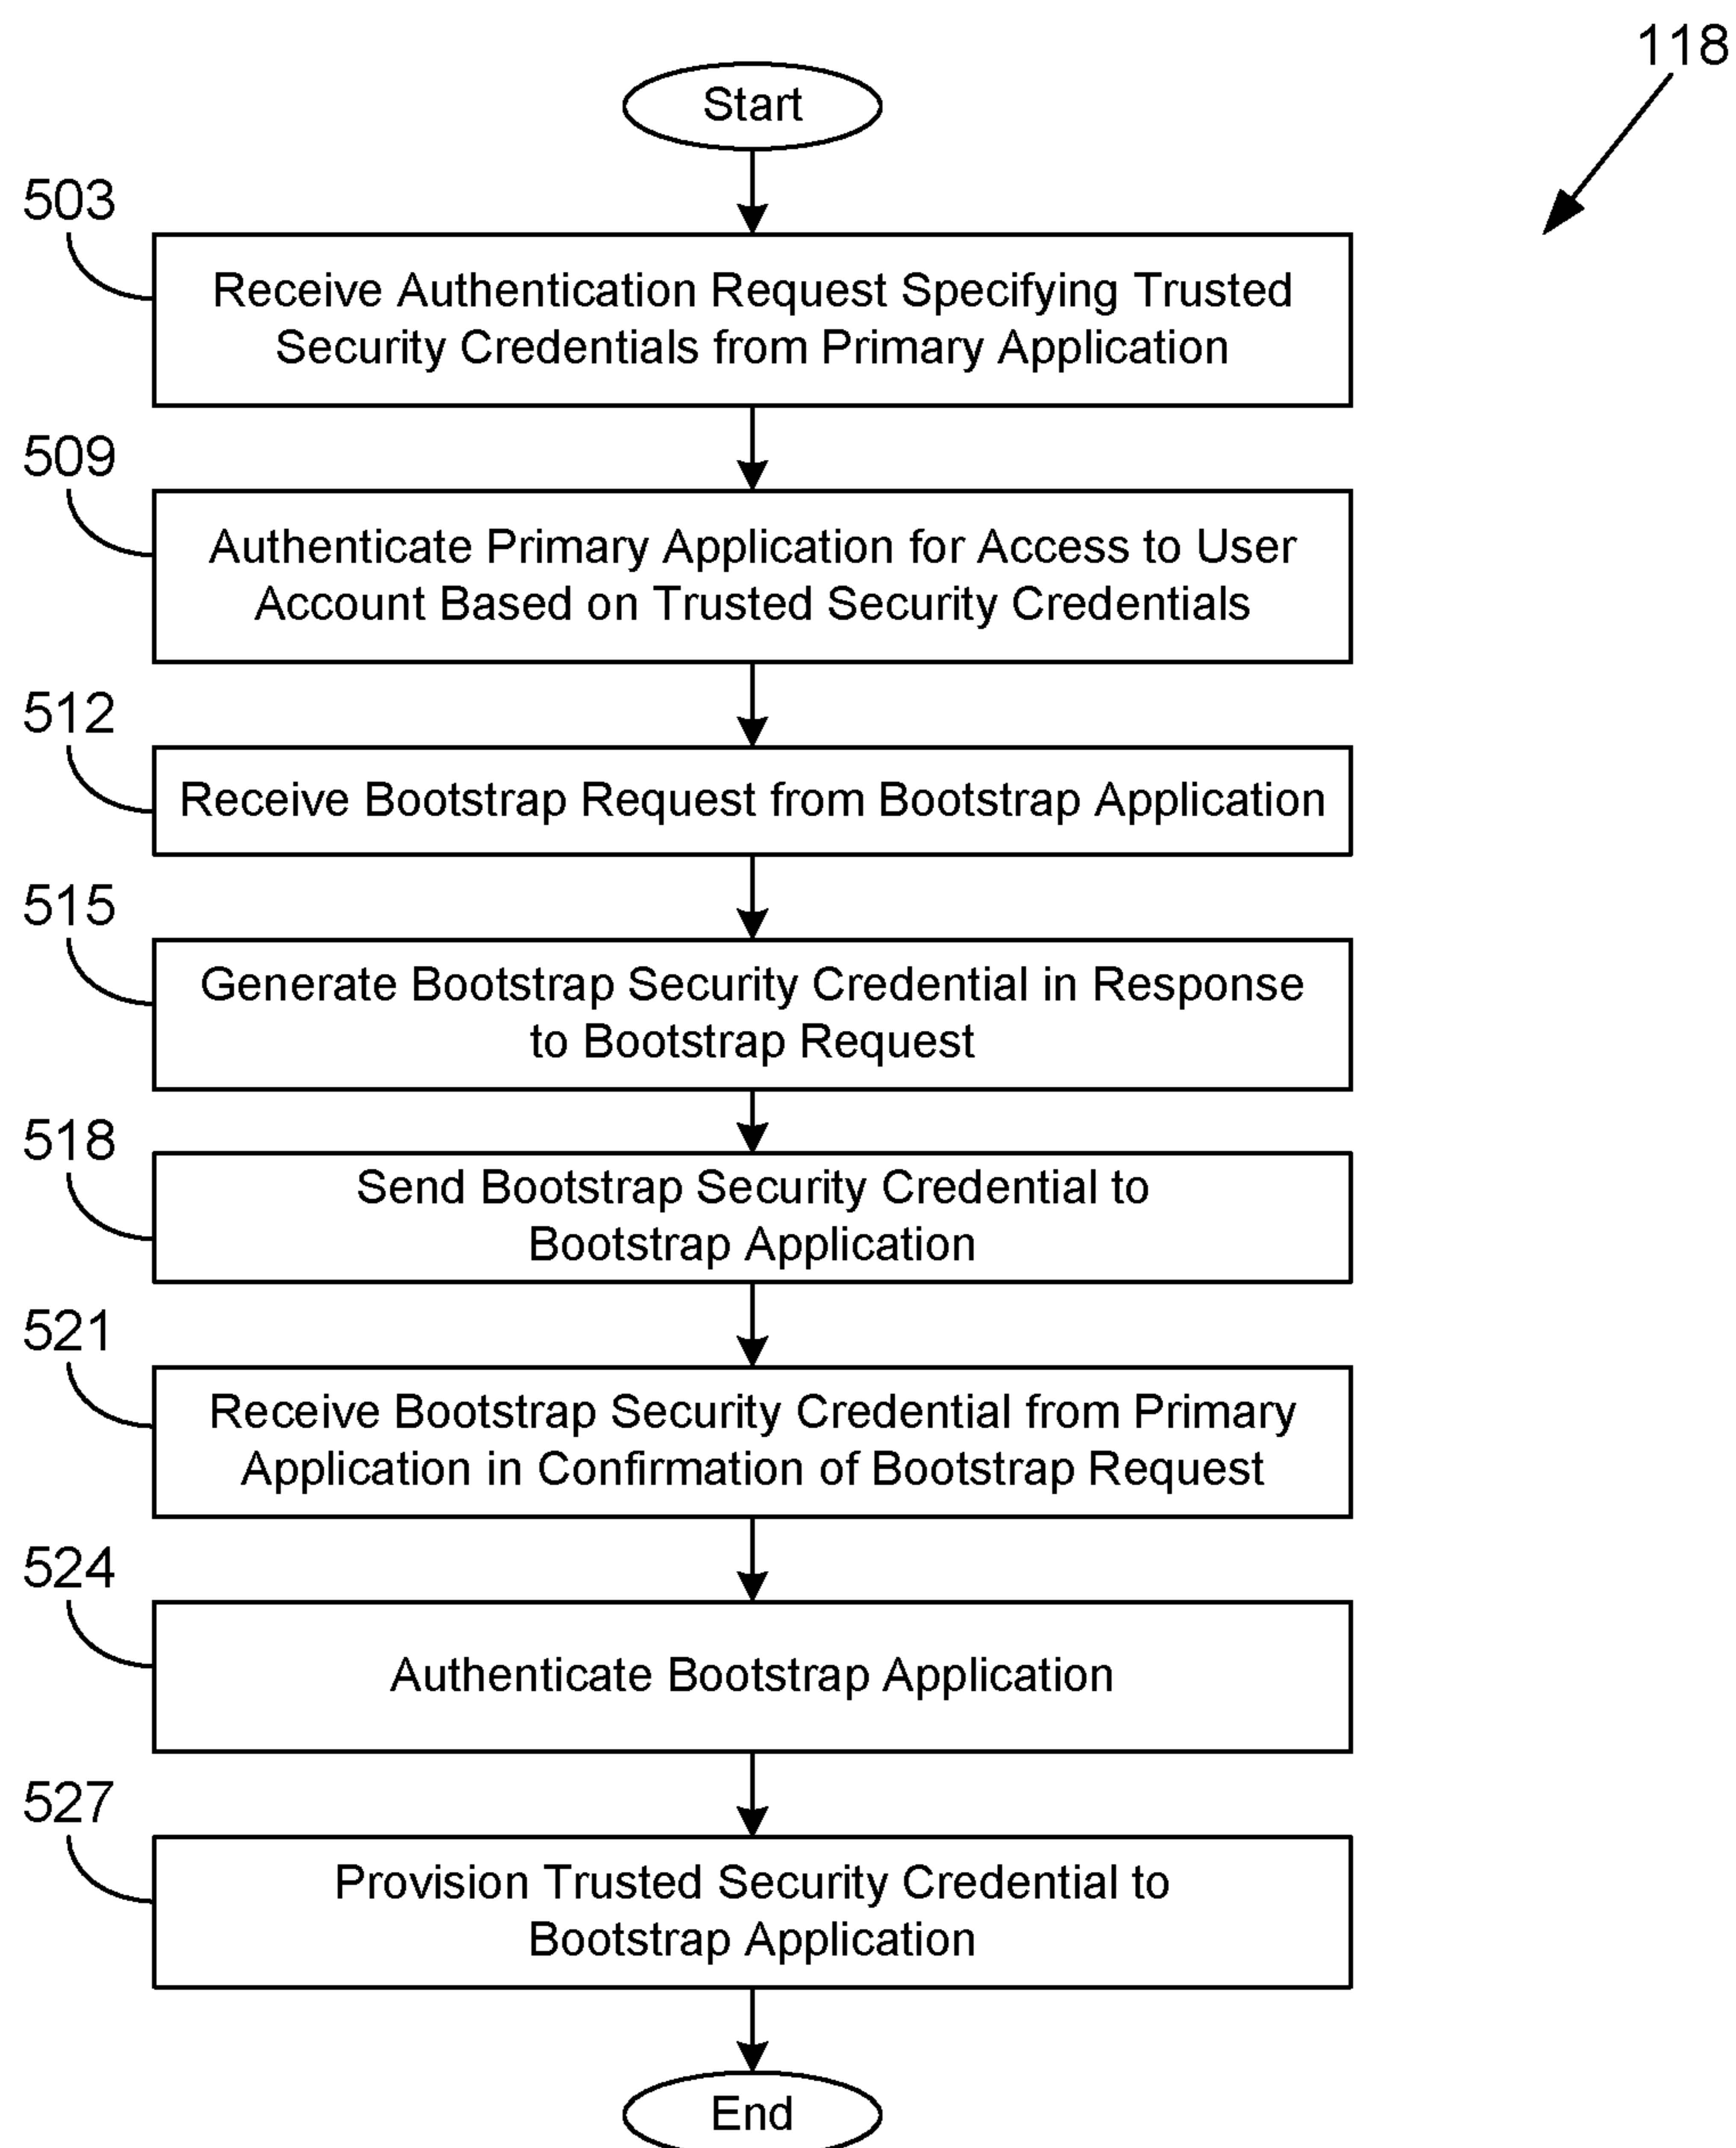 118
Start
503
Receive Authentication Request Specifying Trusted
Security Credentials from Primary Application
509
Authenticate Primary Application for Access to User
Account Based on Trusted Security Credentials
512
Receive Bootstrap Request from Bootstrap Application
515
Generate Bootstrap Security Credential in Response
to Bootstrap Request
518
Send Bootstrap Security Credential to
Bootstrap Application
521
Receive Bootstrap Security Credential from Primary
Application in Confirmation of Bootstrap Request
524
Authenticate Bootstrap Application
527
Provision Trusted Security Credential to
Bootstrap Application
End